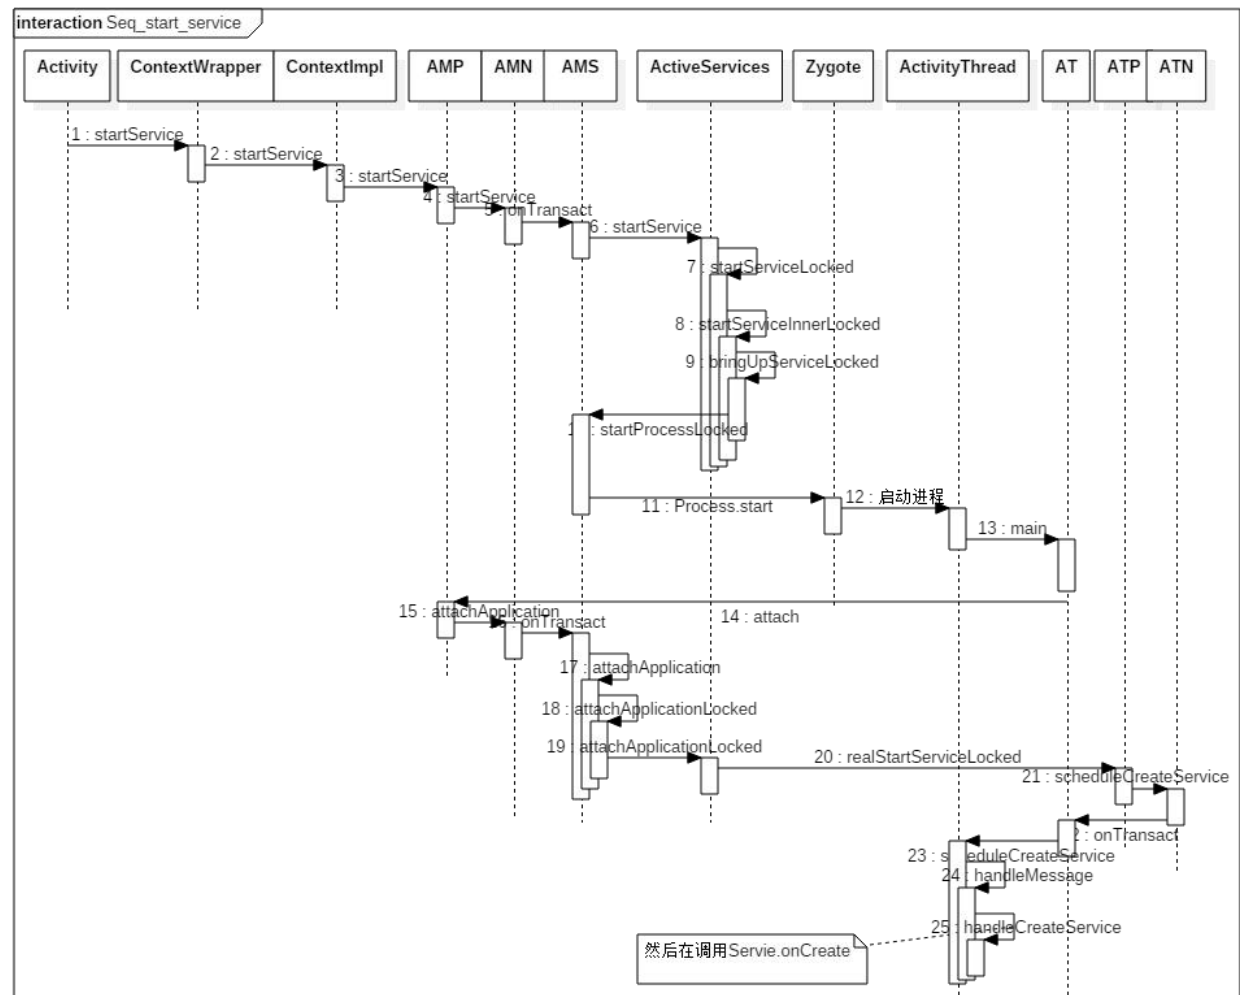 interaction Seq_start_service
Activity
ContextWrapper
ContextImpl
AMP
AMN
AMS
ActiveServices
Zygote
ActivityThread
AT
ATP
ATN
1 : startService
2 : startService
3 : startService
4 : startService
5 : onTransact
6 : startService
7 : startServiceLocked
8 : startServiceInnerLocked
9 : bringUpServiceLocked
: startProcessLocked
11 : Process.start
12 : 启动进程
13 : main
14 : attach
15 : attachApplication
: onTransact
17 : attachApplication
18 : attachApplicationLocked
19 : attachApplicationLocked
20 : realStartServiceLocked
21 : scheduleCreateService
: onTransact
23 : scheduleCreateService
24 : handleMessage
25 : handleCreateService
然后在调用Servie.onCreate